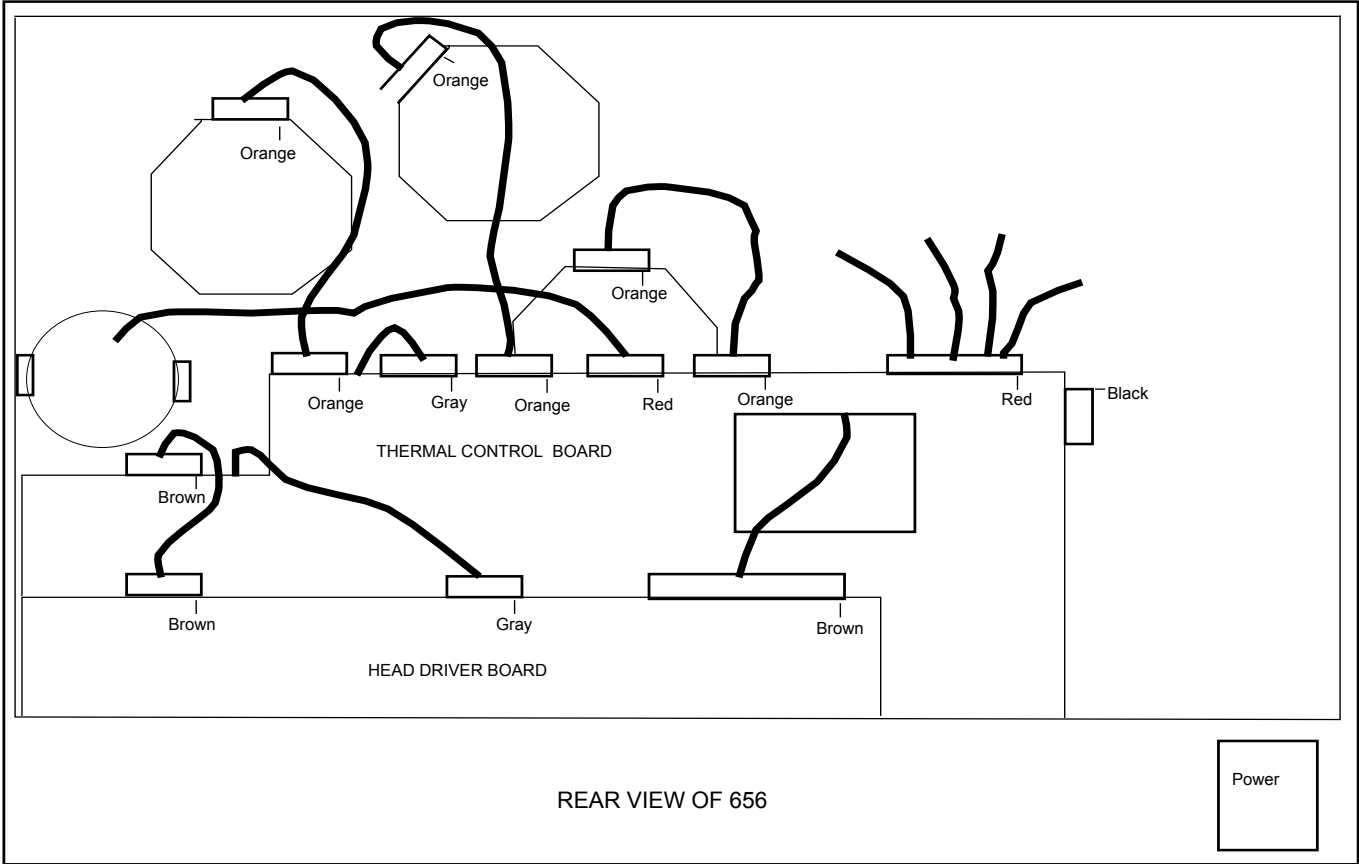 Orange
Orange
Orange
Black
Orange
Gray
Orange
Red
Orange
Red
THERMAL CONTROL BOARD
Brown
Brown
Gray
Brown
HEAD DRIVER BOARD
REAR VIEW OF 656
Power